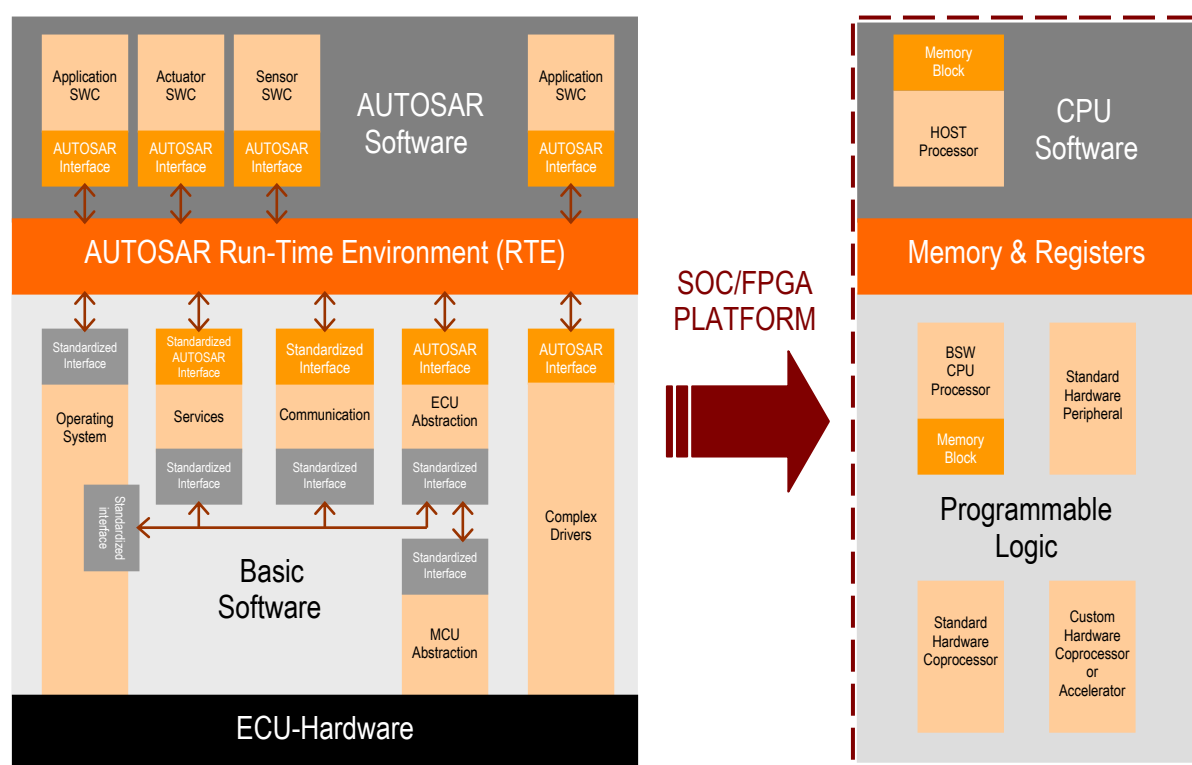 Application
SWC
AUTOSAR
Interface
Actuator
SWC
AUTOSAR
Interface
Sensor
SWC
AUTOSAR
Interface
AUTOSAR
Software
Application
SWC
AUTOSAR
Interface
AUTOSAR Run-Time Environment (RTE)
Standardized
Interface
Operating
System
Standardized
interface
Standardized
AUTOSAR
Interface
Services
Standardized
Interface
Standardized
Interface
Communication
Standardized
Interface
AUTOSAR
Interface
ECU
Abstraction
Standardized
Interface
Standardized
Interface
MCU
Abstraction
AUTOSAR
Interface
Complex
Drivers
Basic
Software
ECU-Hardware
SOC/FPGA
PLATFORM
Memory
Block
HOST
Processor
CPU
Software
Memory & Registers
BSW
CPU
Processor
Memory
Block
Standard
Hardware
Peripheral
Programmable
Logic
Standard
Hardware
Coprocessor
Custom
Hardware
Coprocessor
or
Accelerator